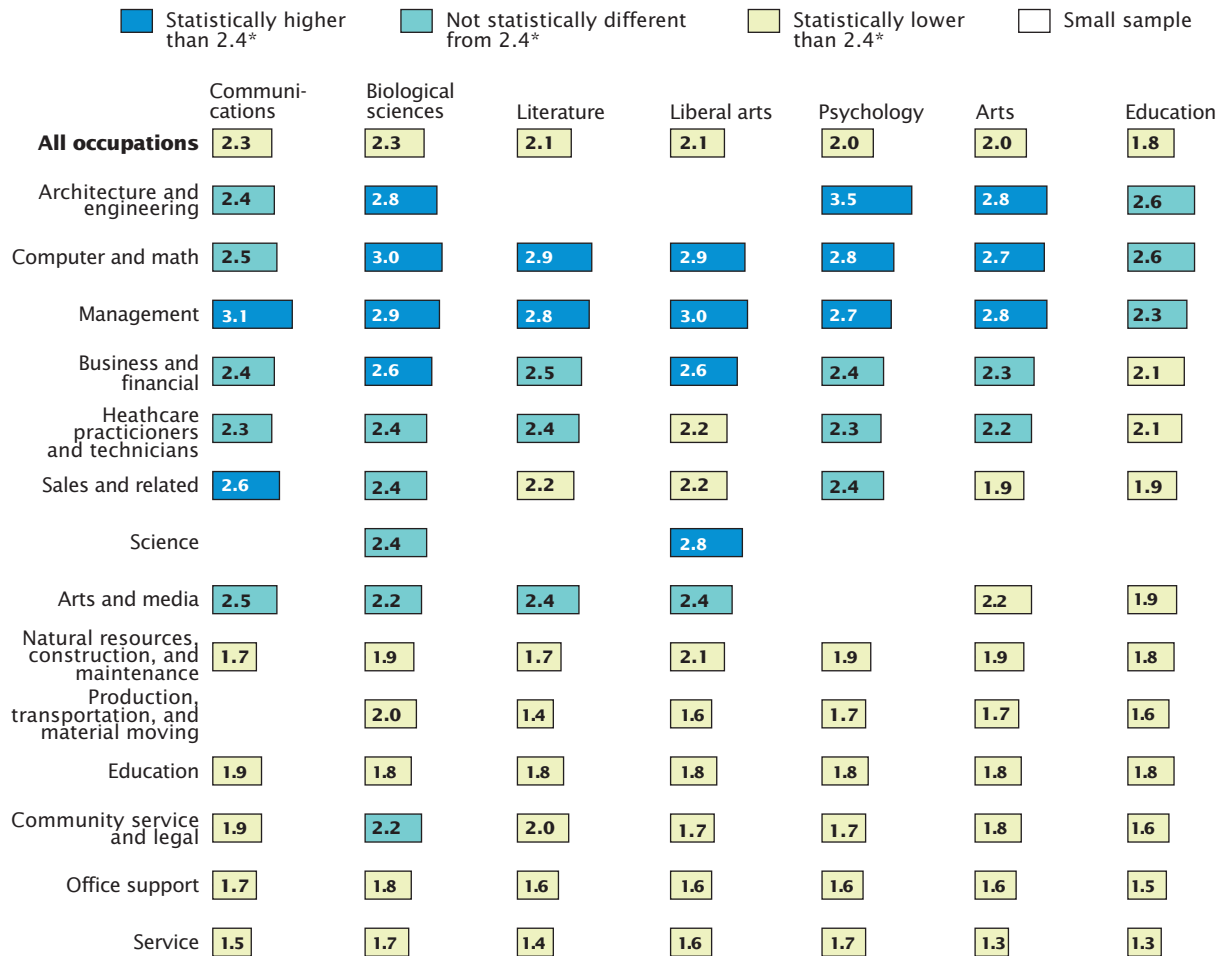 Statistically higher
than 2.4*
Not statistically different
from 2.4*
Statistically lower
than 2.4*
Small sample
Communi-
cations
Biological
sciences
Literature
Liberal arts
Psychology
Arts
Education
All occupations 2.3 2.3 2.1 2.1 2.0 2.0 1.8
Architecture and
engineering 2.4 2.8 3.5 2.8 2.6
Computer and math 2.5 3.0 2.9 2.9 2.8 2.7 2.6
Management 3.1 2.9 2.8 3.0 2.7 2.8 2.3
Business and
financial 2.4 2.6 2.5 2.6 2.4 2.3 2.1
Heathcare
practicioners
and technicians 2.3 2.4 2.4 2.2 2.3 2.2 2.1
Sales and related 2.6 2.4 2.2 2.2 2.4 1.9 1.9
Science 2.4 2.8
Arts and media 2.5 2.2 2.4 2.4 2.2 1.9
Natural resources,
construction, and
maintenance 1.7 1.9 1.7 2.1 1.9 1.9 1.8
Production,
transportation, and
material moving 2.0 1.4 1.6 1.7 1.7 1.6
Education 1.9 1.8 1.8 1.8 1.8 1.8 1.8
Community service
and legal 1.9 2.2 2.0 1.7 1.7 1.8 1.6
Office support 1.7 1.8 1.6 1.6 1.6 1.6 1.5
Service 1.5 1.7 1.4 1.6 1.7 1.3 1.3